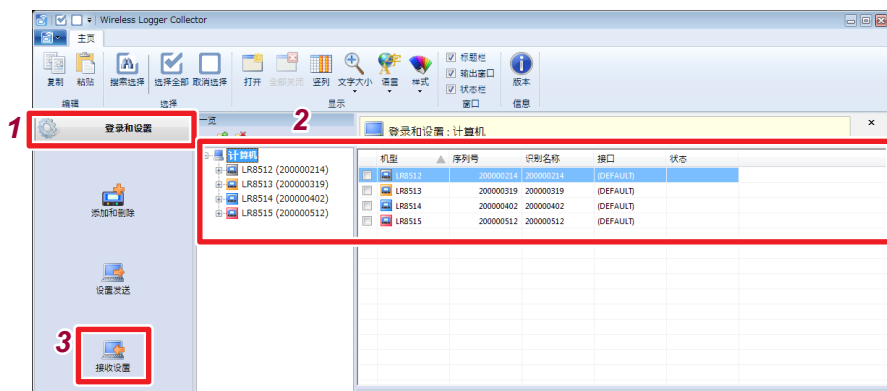 Wireless Logger Collector
主页
复制 粘贴 搜索选择 选择全部 取消选择 打开 全部关闭 竖列 文字大小 语言 样式 版本
标题栏
输出窗口
状态栏
编辑 选择 显示 窗口 信息
1 登录和设置
一览
2
登录和设置 : 计算机 x
计算机
LR8512 (200000214)
LR8513 (200000319)
LR8514 (200000402)
LR8515 (200000512)
机型 序列号 识别名称 接口 状态
LR8512 200000214 200000214 (DEFAULT)
LR8513 200000319 200000319 (DEFAULT)
LR8514 200000402 200000402 (DEFAULT)
LR8515 200000512 200000512 (DEFAULT)
添加和删除
设置发送
3
接收设置